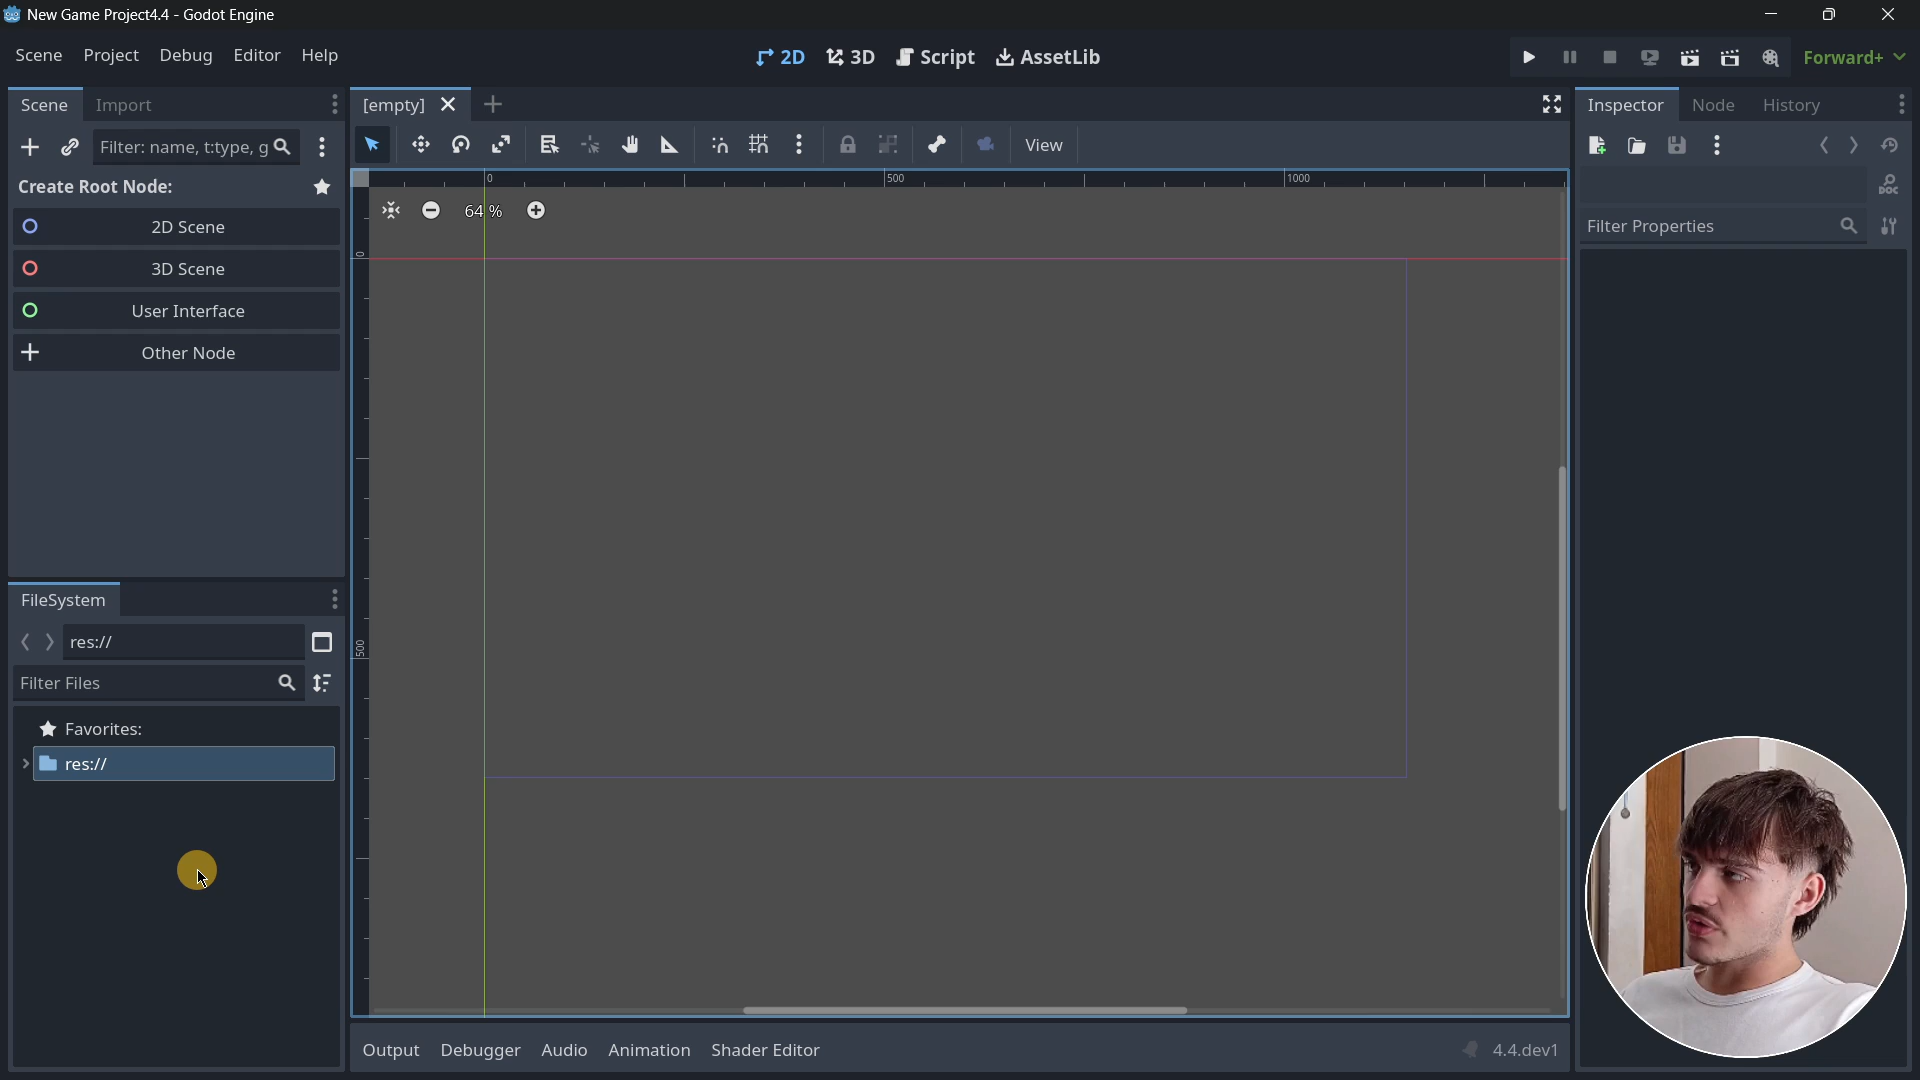 New Game Project4.4 - Godot Engine
Scene Project Debug Editor Help
2D 3D Script AssetLib
Forward+
Scene Import
[empty]
Inspector Node History
Filter: name, t:type, g
View
Create Root Node:
2D Scene
3D Scene
User Interface
Other Node
0 500 1000
64 %
0
500
DOC
Filter Properties
FileSystem
res://
Filter Files
Favorites:
res://
Output Debugger Audio Animation Shader Editor
4.4.dev1